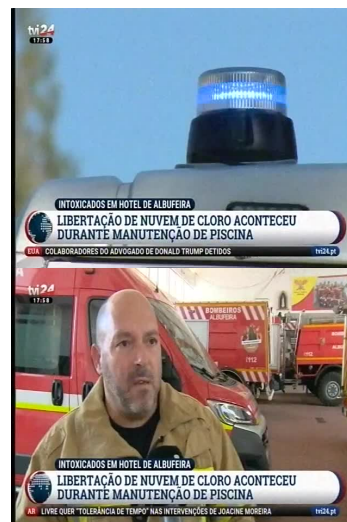 tvi24
17:58
INTOXICADOS EM HOTEL DE ALBUFEIRA
LIBERTAÇÃO DE NUVEM DE CLORO ACONTECEU
DURANTE MANUTENÇÃO DE PISCINA
EUA COLABORADORES DO ADVOGADO DE DONALD TRUMP DETIDOS tvi24.pt
tvi24
17:58
BOMBEIROS
ALBUFEIRA
112
112
INTOXICADOS EM HOTEL DE ALBUFEIRA
LIBERTAÇÃO DE NUVEM DE CLORO ACONTECEU
DURANTE MANUTENÇÃO DE PISCINA
AR LIVRE QUER "TOLERÂNCIA DE TEMPO" NAS INTERVENÇÕES DE JOACINE MOREIRA tvi24.pt